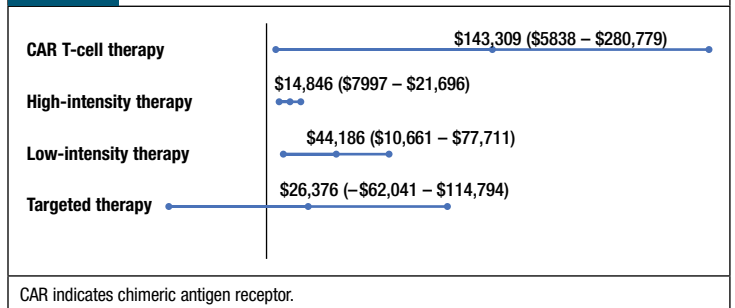 $143,309 ($5838 – $280,779)
CAR T-cell therapy
$14,846 ($7997 – $21,696)
High-intensity therapy
$44,186 ($10,661 – $77,711)
Low-intensity therapy
$26,376 (–$62,041 – $114,794)
Targeted therapy
CAR indicates chimeric antigen receptor.